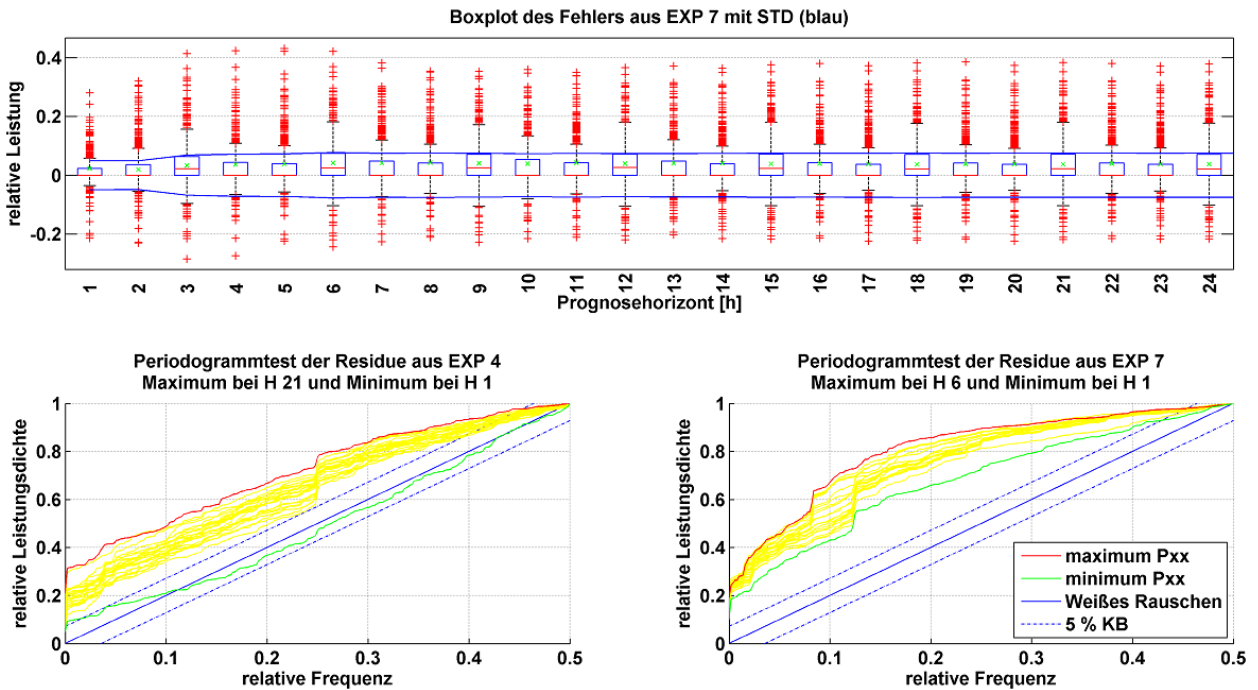 Boxplot des Fehlers aus EXP 7 mit STD (blau)
relative Leistung
0.4
0.2
0
-0.2
1 2 3 4 5 6 7 8 9 10 11 12 13 14 15 16 17 18 19 20 21 22 23 24
Prognosehorizont [h]
Periodogrammtest der Residue aus EXP 4
Maximum bei H 21 und Minimum bei H 1
relative Leistungsdichte
1
0.8
0.6
0.4
0.2
0
0 0.1 0.2 0.3 0.4 0.5
relative Frequenz
Periodogrammtest der Residue aus EXP 7
Maximum bei H 6 und Minimum bei H 1
relative Leistungsdichte
1
0.8
0.6
0.4
0.2
0
maximum Pxx
minimum Pxx
Weißes Rauschen
5 % KB
0 0.1 0.2 0.3 0.4 0.5
relative Frequenz